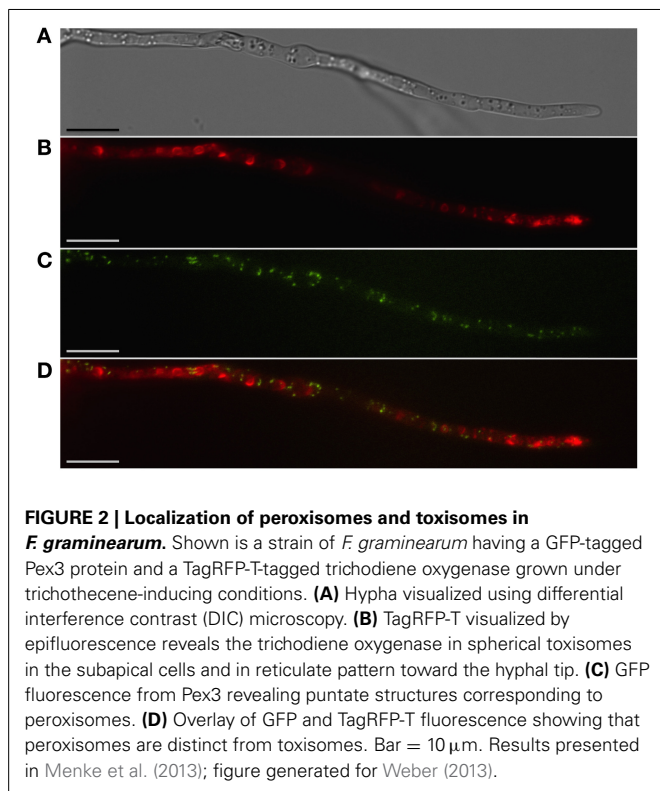 A
B
C
D
FIGURE 2 | Localization of peroxisomes and toxisomes in
F. graminearum. Shown is a strain of F. graminearum having a GFP-tagged
Pex3 protein and a TagRFP-T-tagged trichodiene oxygenase grown under
trichothecene-inducing conditions. (A) Hypha visualized using differential
interference contrast (DIC) microscopy. (B) TagRFP-T visualized by
epifluorescence reveals the trichodiene oxygenase in spherical toxisomes
in the subapical cells and in reticulate pattern toward the hyphal tip. (C) GFP
fluorescence from Pex3 revealing puntate structures corresponding to
peroxisomes. (D) Overlay of GFP and TagRFP-T fluorescence showing that
peroxisomes are distinct from toxisomes. Bar = 10 μm. Results presented
in Menke et al. (2013); figure generated for Weber (2013).